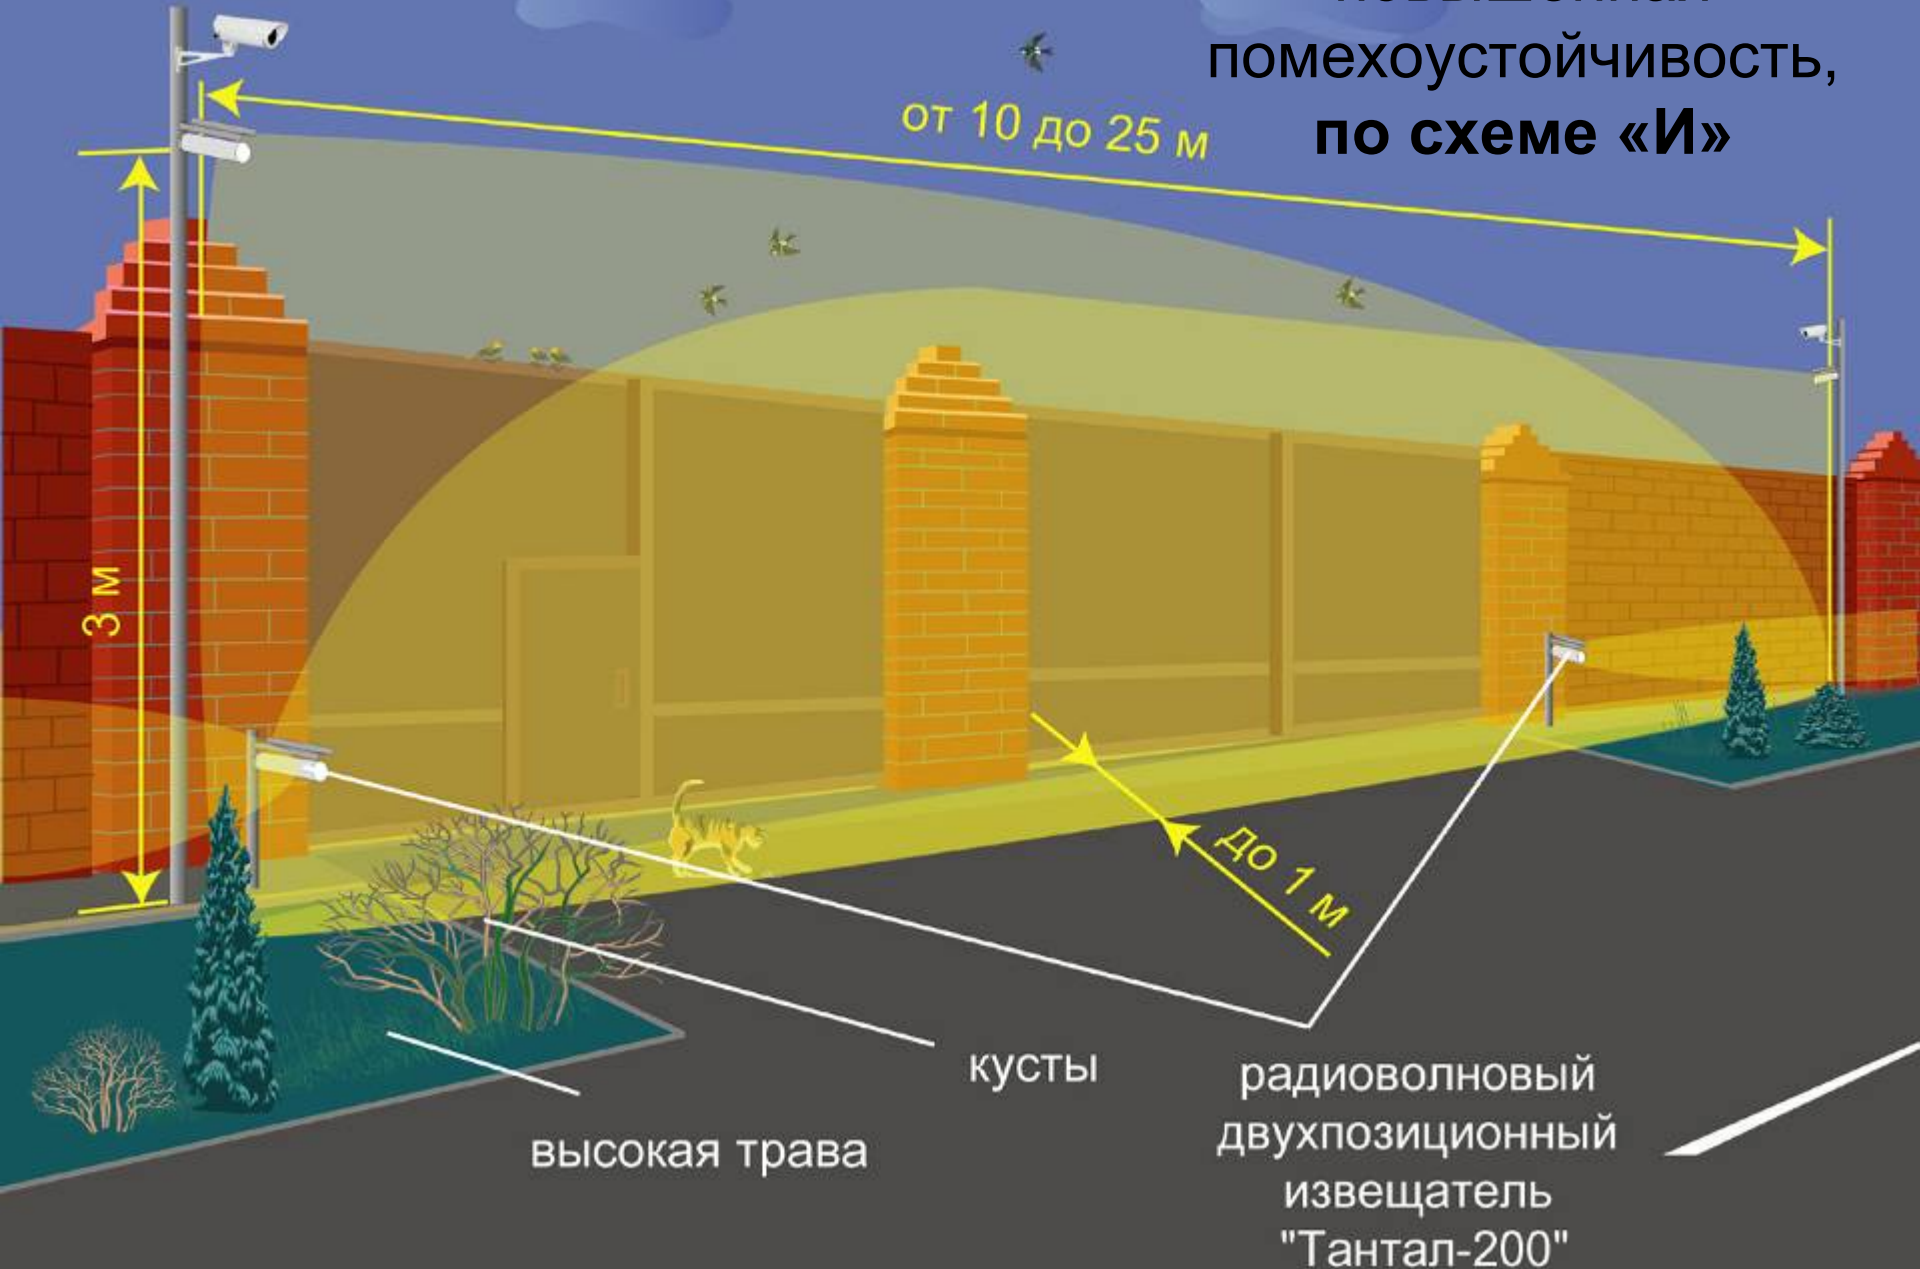 помехоустойчивость,
по схеме «И»
от 10 до 25 м
3 м
до 1 м
кусты
высокая трава
радиоволновый
двухпозиционный
извещатель
"Тантал-200"